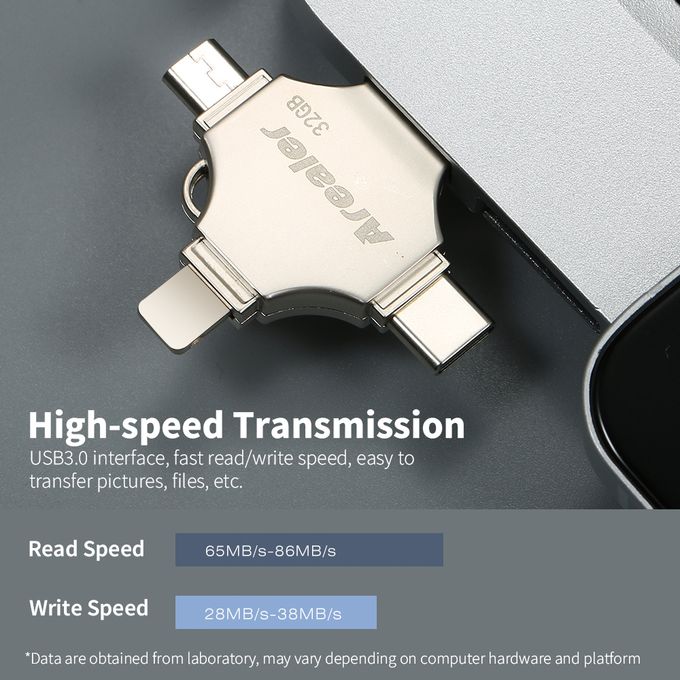 32GB
Arealer
High-speed Transmission
USB3.0 interface, fast read/write speed, easy to
transfer pictures, files, etc.
Read Speed 65MB/s-86MB/s
Write Speed 28MB/s-38MB/s
*Data are obtained from laboratory, may vary depending on computer hardware and platform